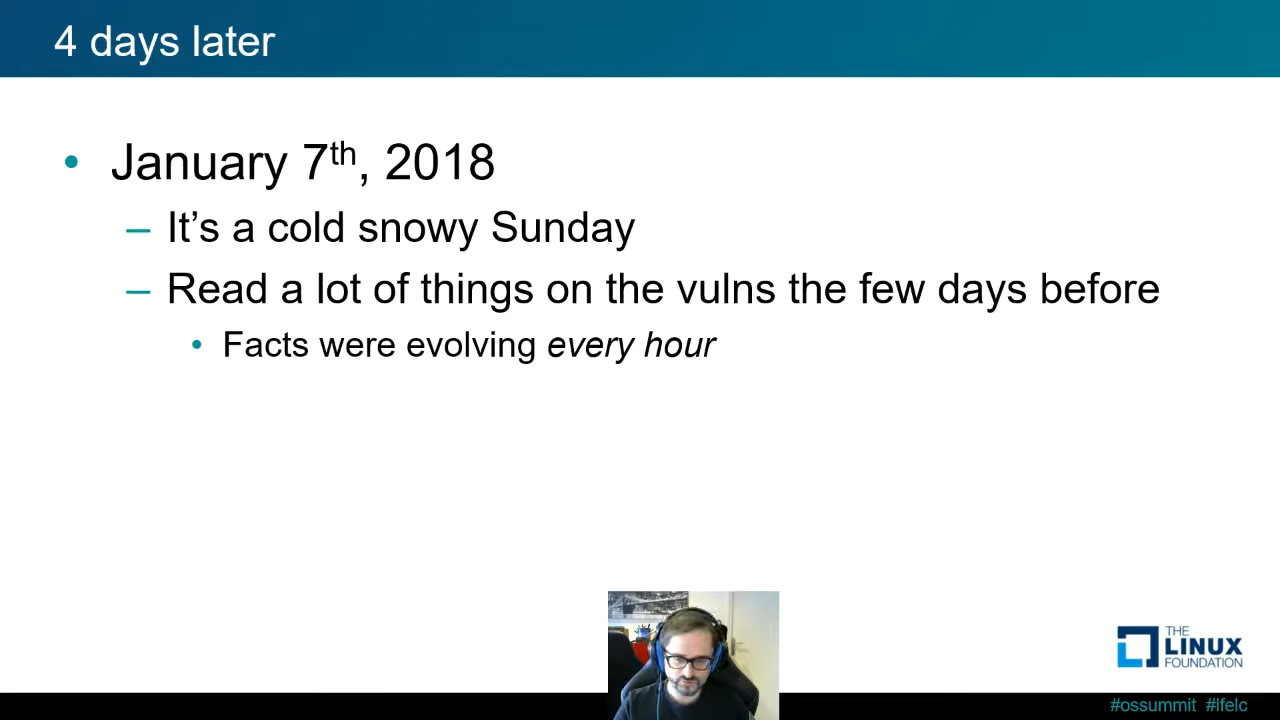 4 days later
• January 7th, 2018
– It's a cold snowy Sunday
– Read a lot of things on the vulns the few days before
• Facts were evolving every hour
THE
LINUX
FOUNDATION
#ossummit #lfelc